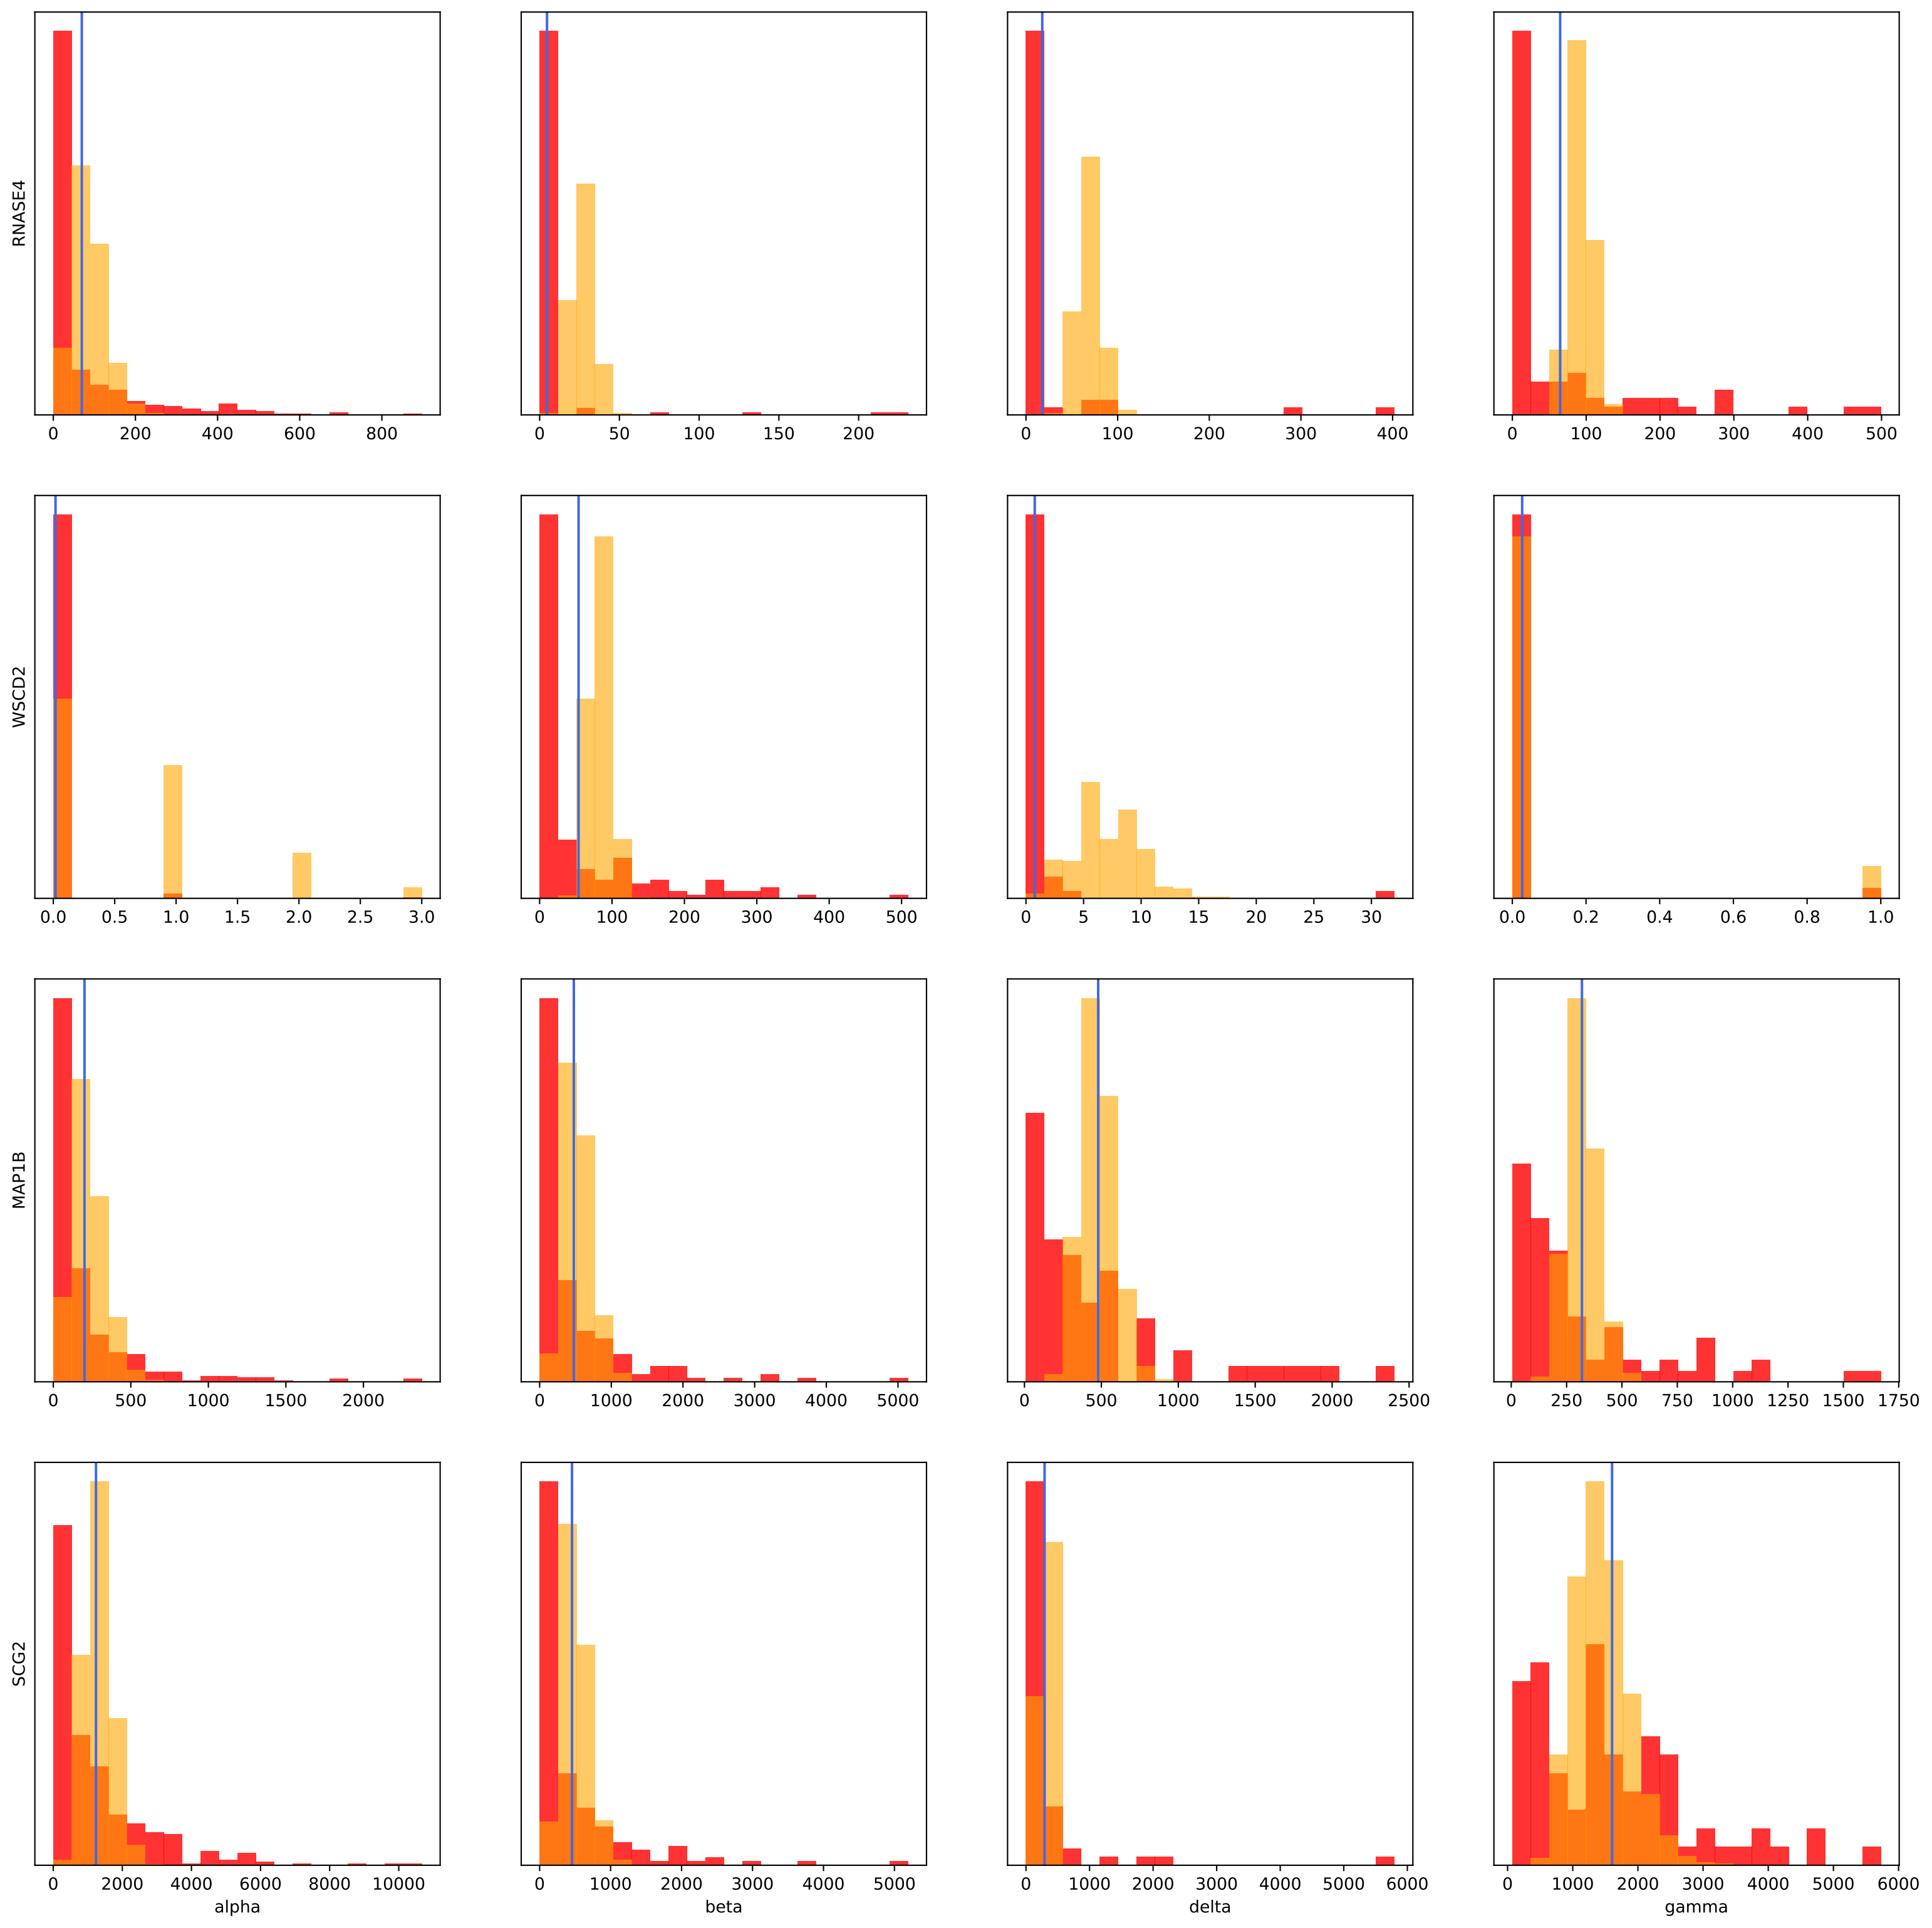 RNASE4
0 200 400 600 800
0 50 100 150 200
0 100 200 300 400
0 100 200 300 400 500
WSCD2
0.0 0.5 1.0 1.5 2.0 2.5 3.0
0 100 200 300 400 500
0 5 10 15 20 25 30
0.0 0.2 0.4 0.6 0.8 1.0
MAP1B
0 500 1000 1500 2000
0 1000 2000 3000 4000 5000
0 500 1000 1500 2000 2500
0 250 500 750 1000 1250 1500 1750
SCG2
0 2000 4000 6000 8000 10000
0 1000 2000 3000 4000 5000
0 1000 2000 3000 4000 5000 6000
0 1000 2000 3000 4000 5000 6000
alpha
beta
delta
gamma